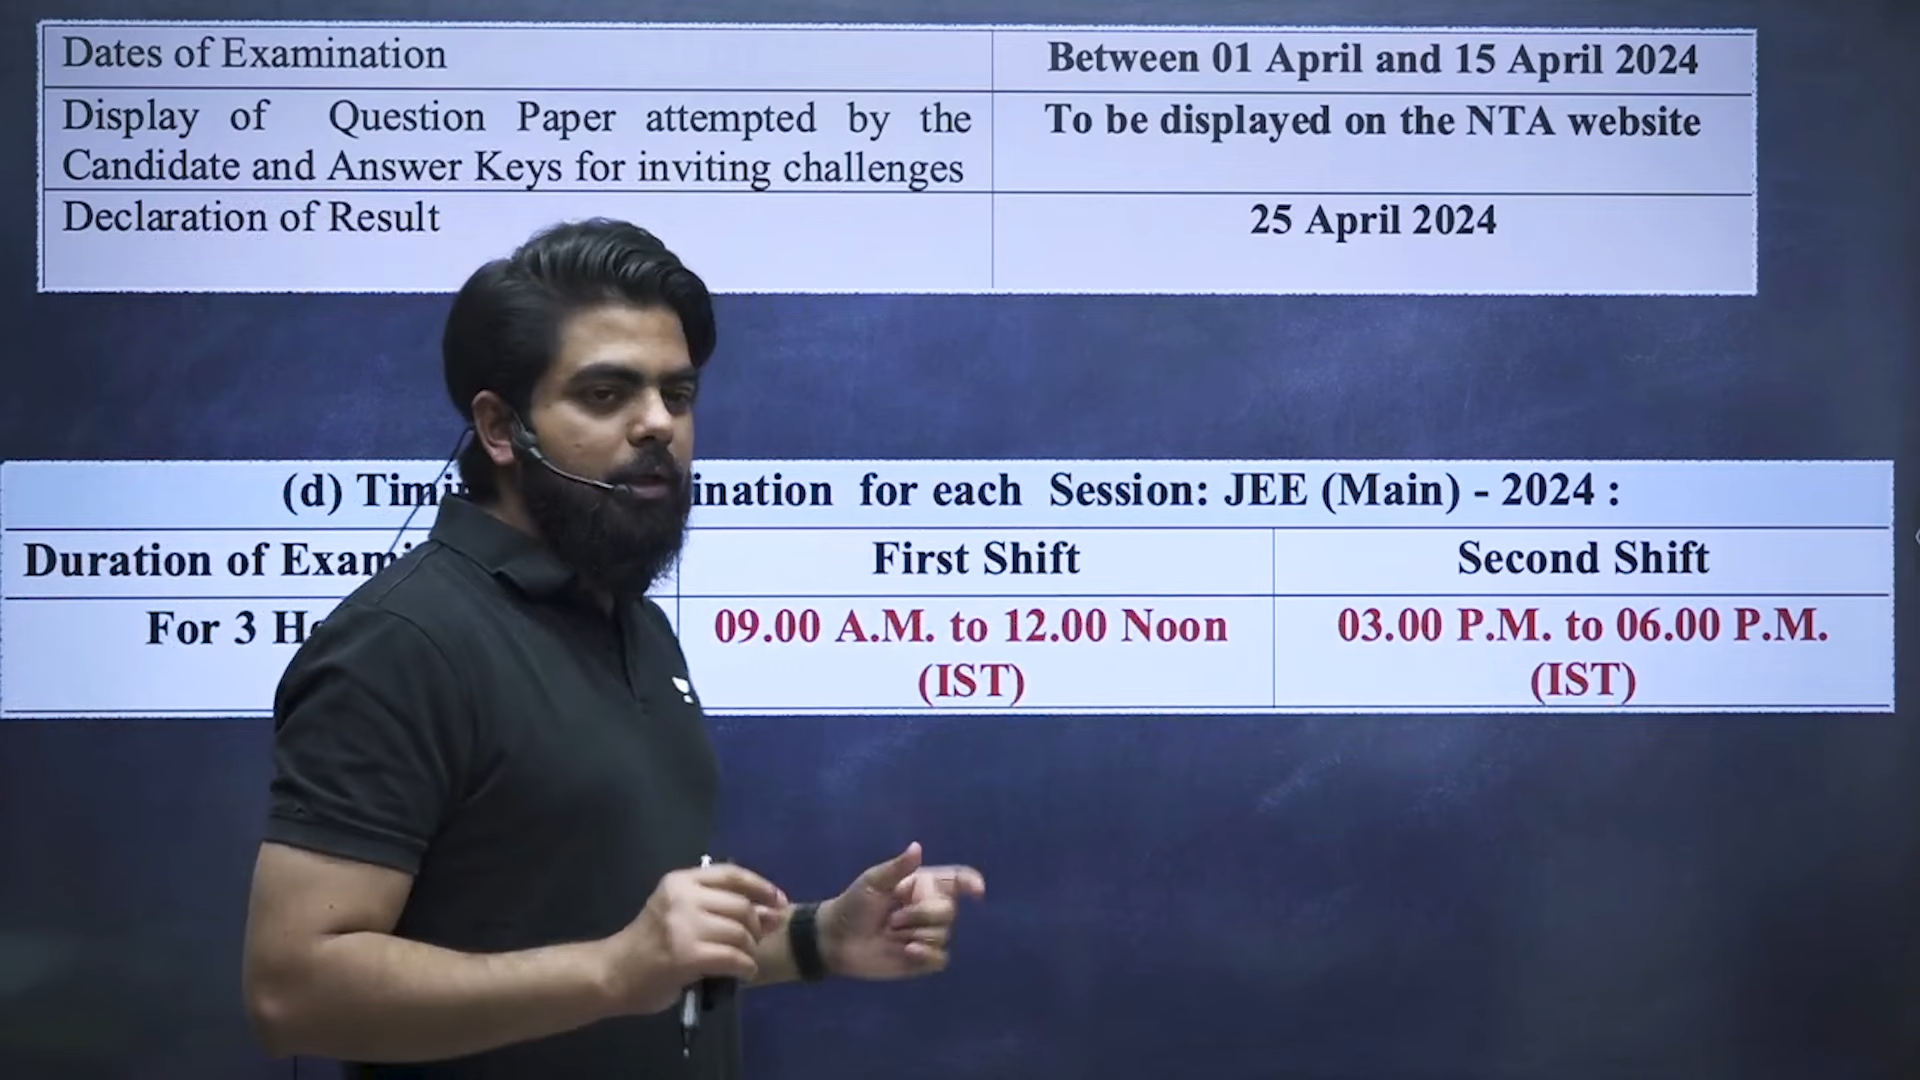 Dates of Examination
Between 01 April and 15 April 2024
Display of Question Paper attempted by the
Candidate and Answer Keys for inviting challenges
To be displayed on the NTA website
Declaration of Result
25 April 2024
(d) ination for each Session: JEE (Main) - 2024 :
Duration of
First Shift
Second Shift
For 3
09.00 A.M. to 12.00 Noon
(IST)
03.00 P.M. to 06.00 P.M.
(IST)